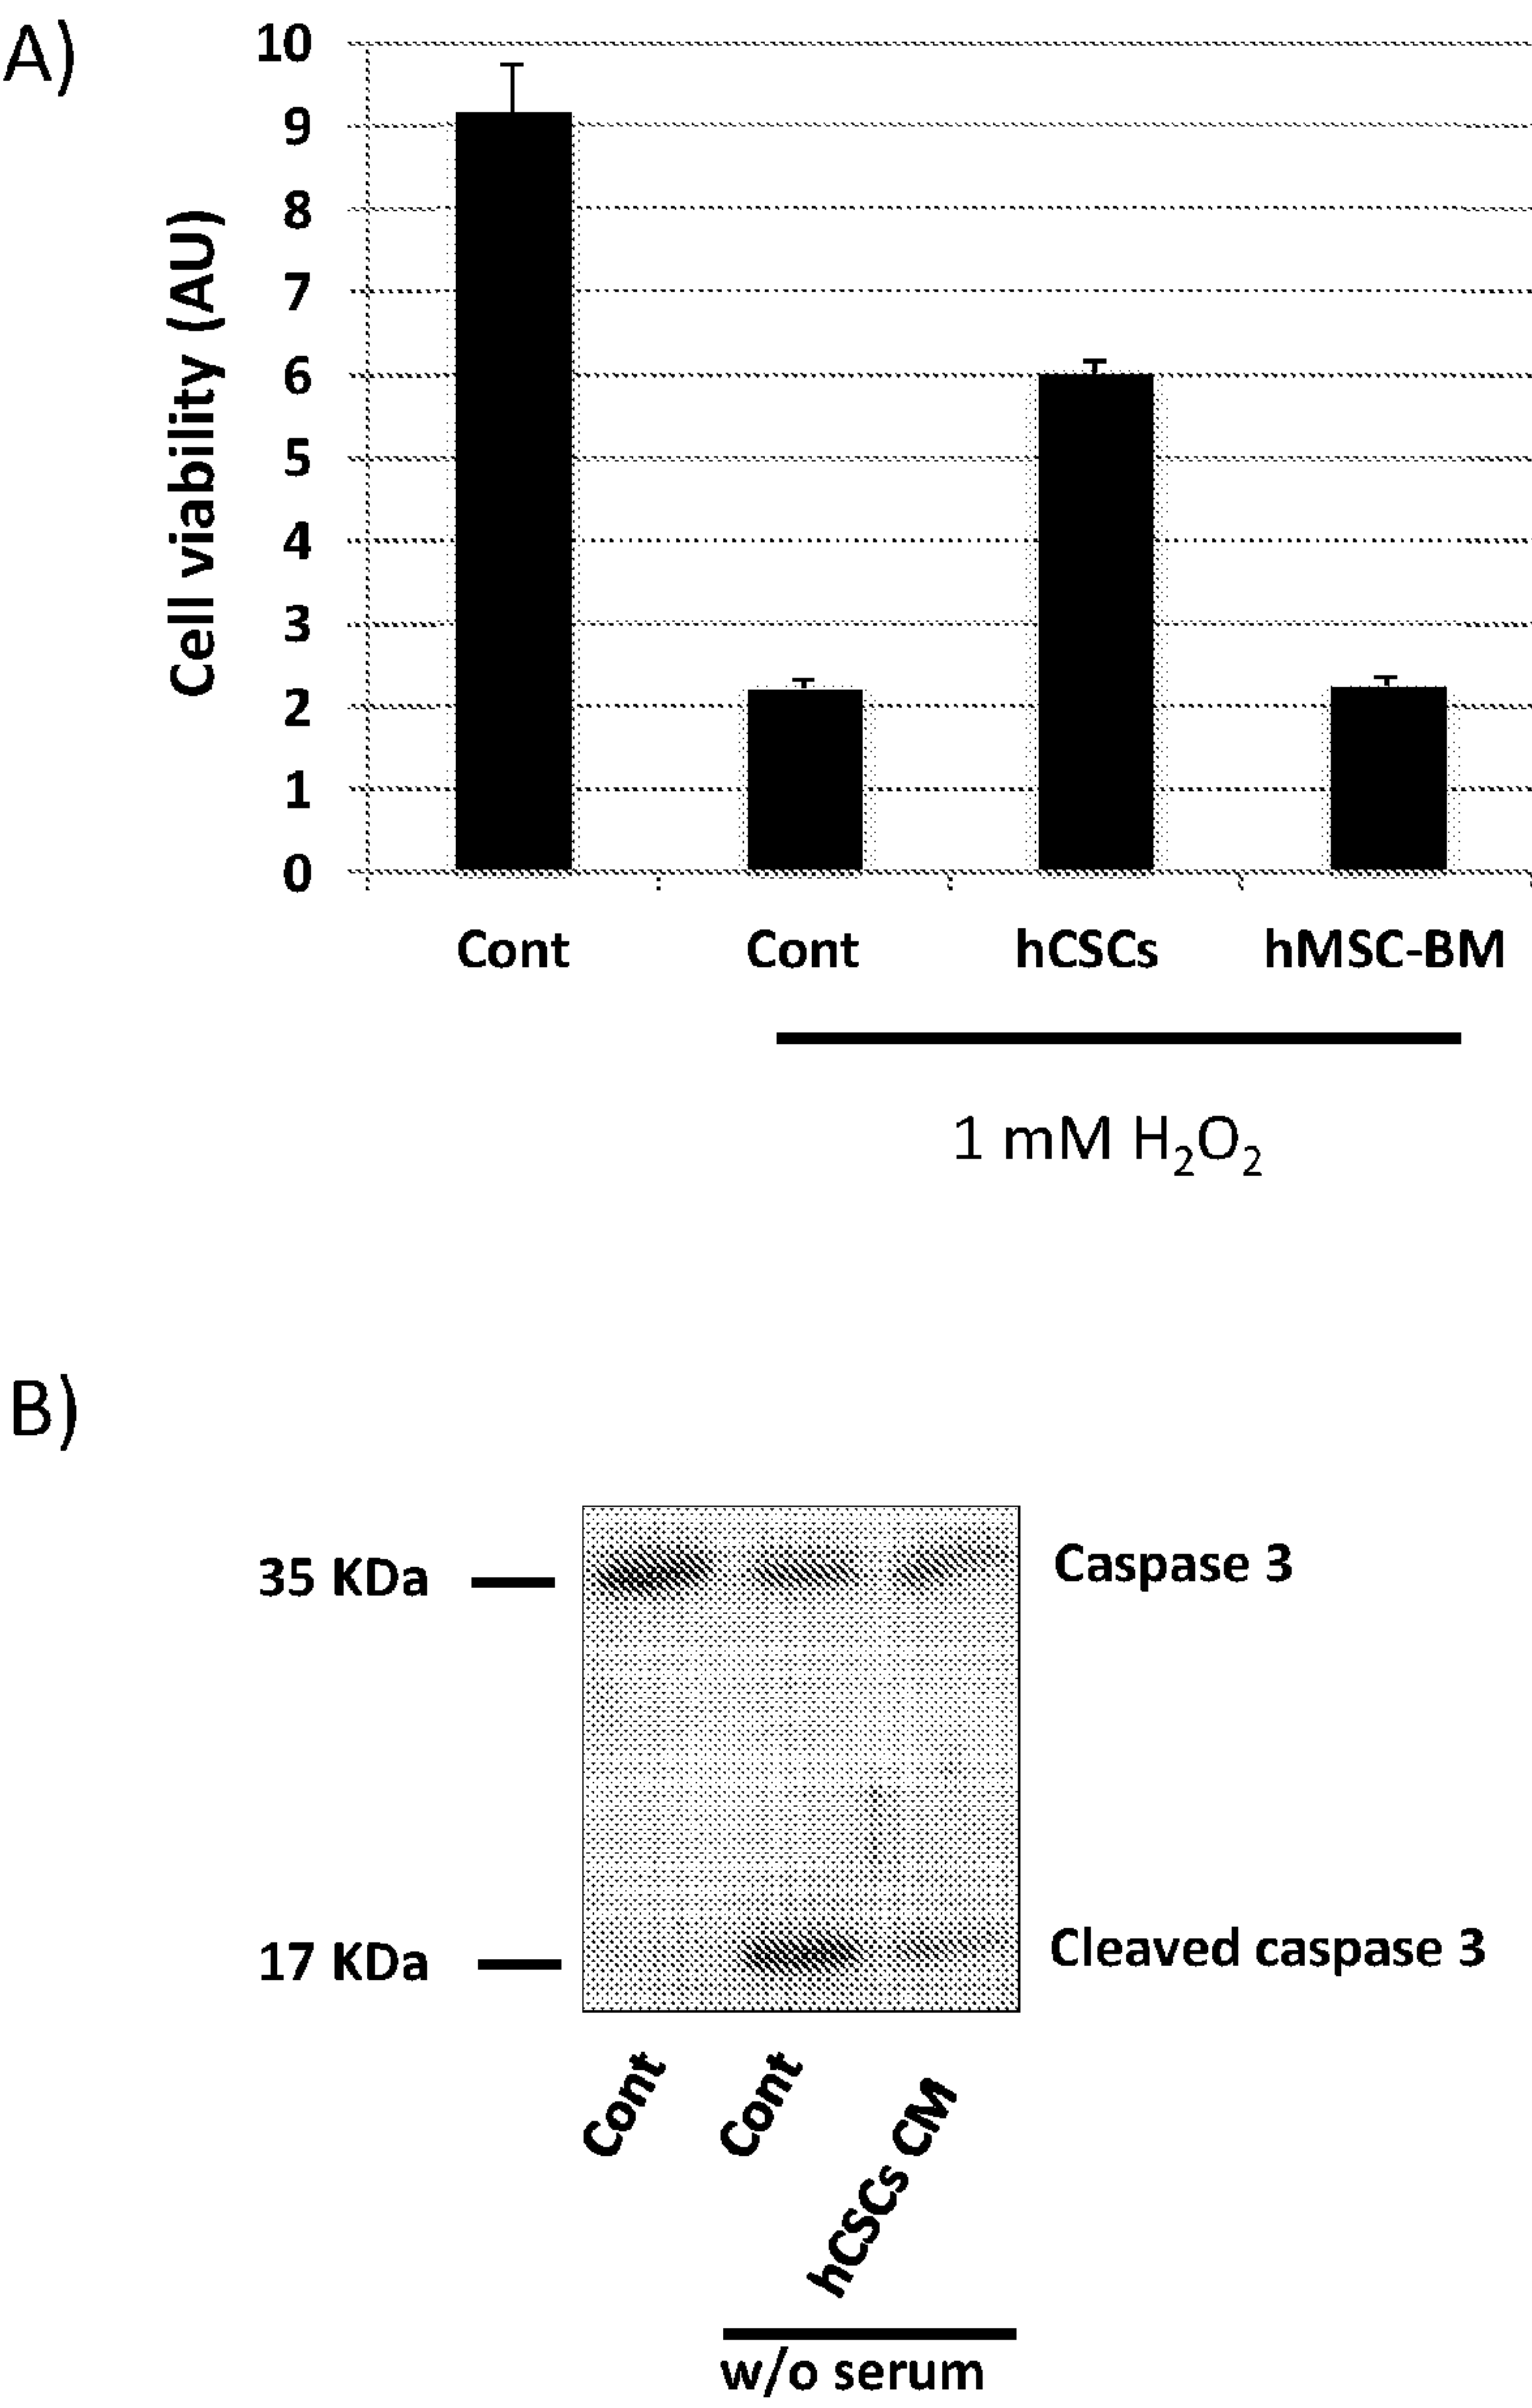 A)
Cell viability (AU)
10
9
8
7
6
5
4
3
2
1
0
Cont Cont hCSCs hMSC-BM
1 mM H₂O₂
B)
35 KDa Caspase 3
17 KDa Cleaved caspase 3
Cont Cont hCSCs CM
w/o serum